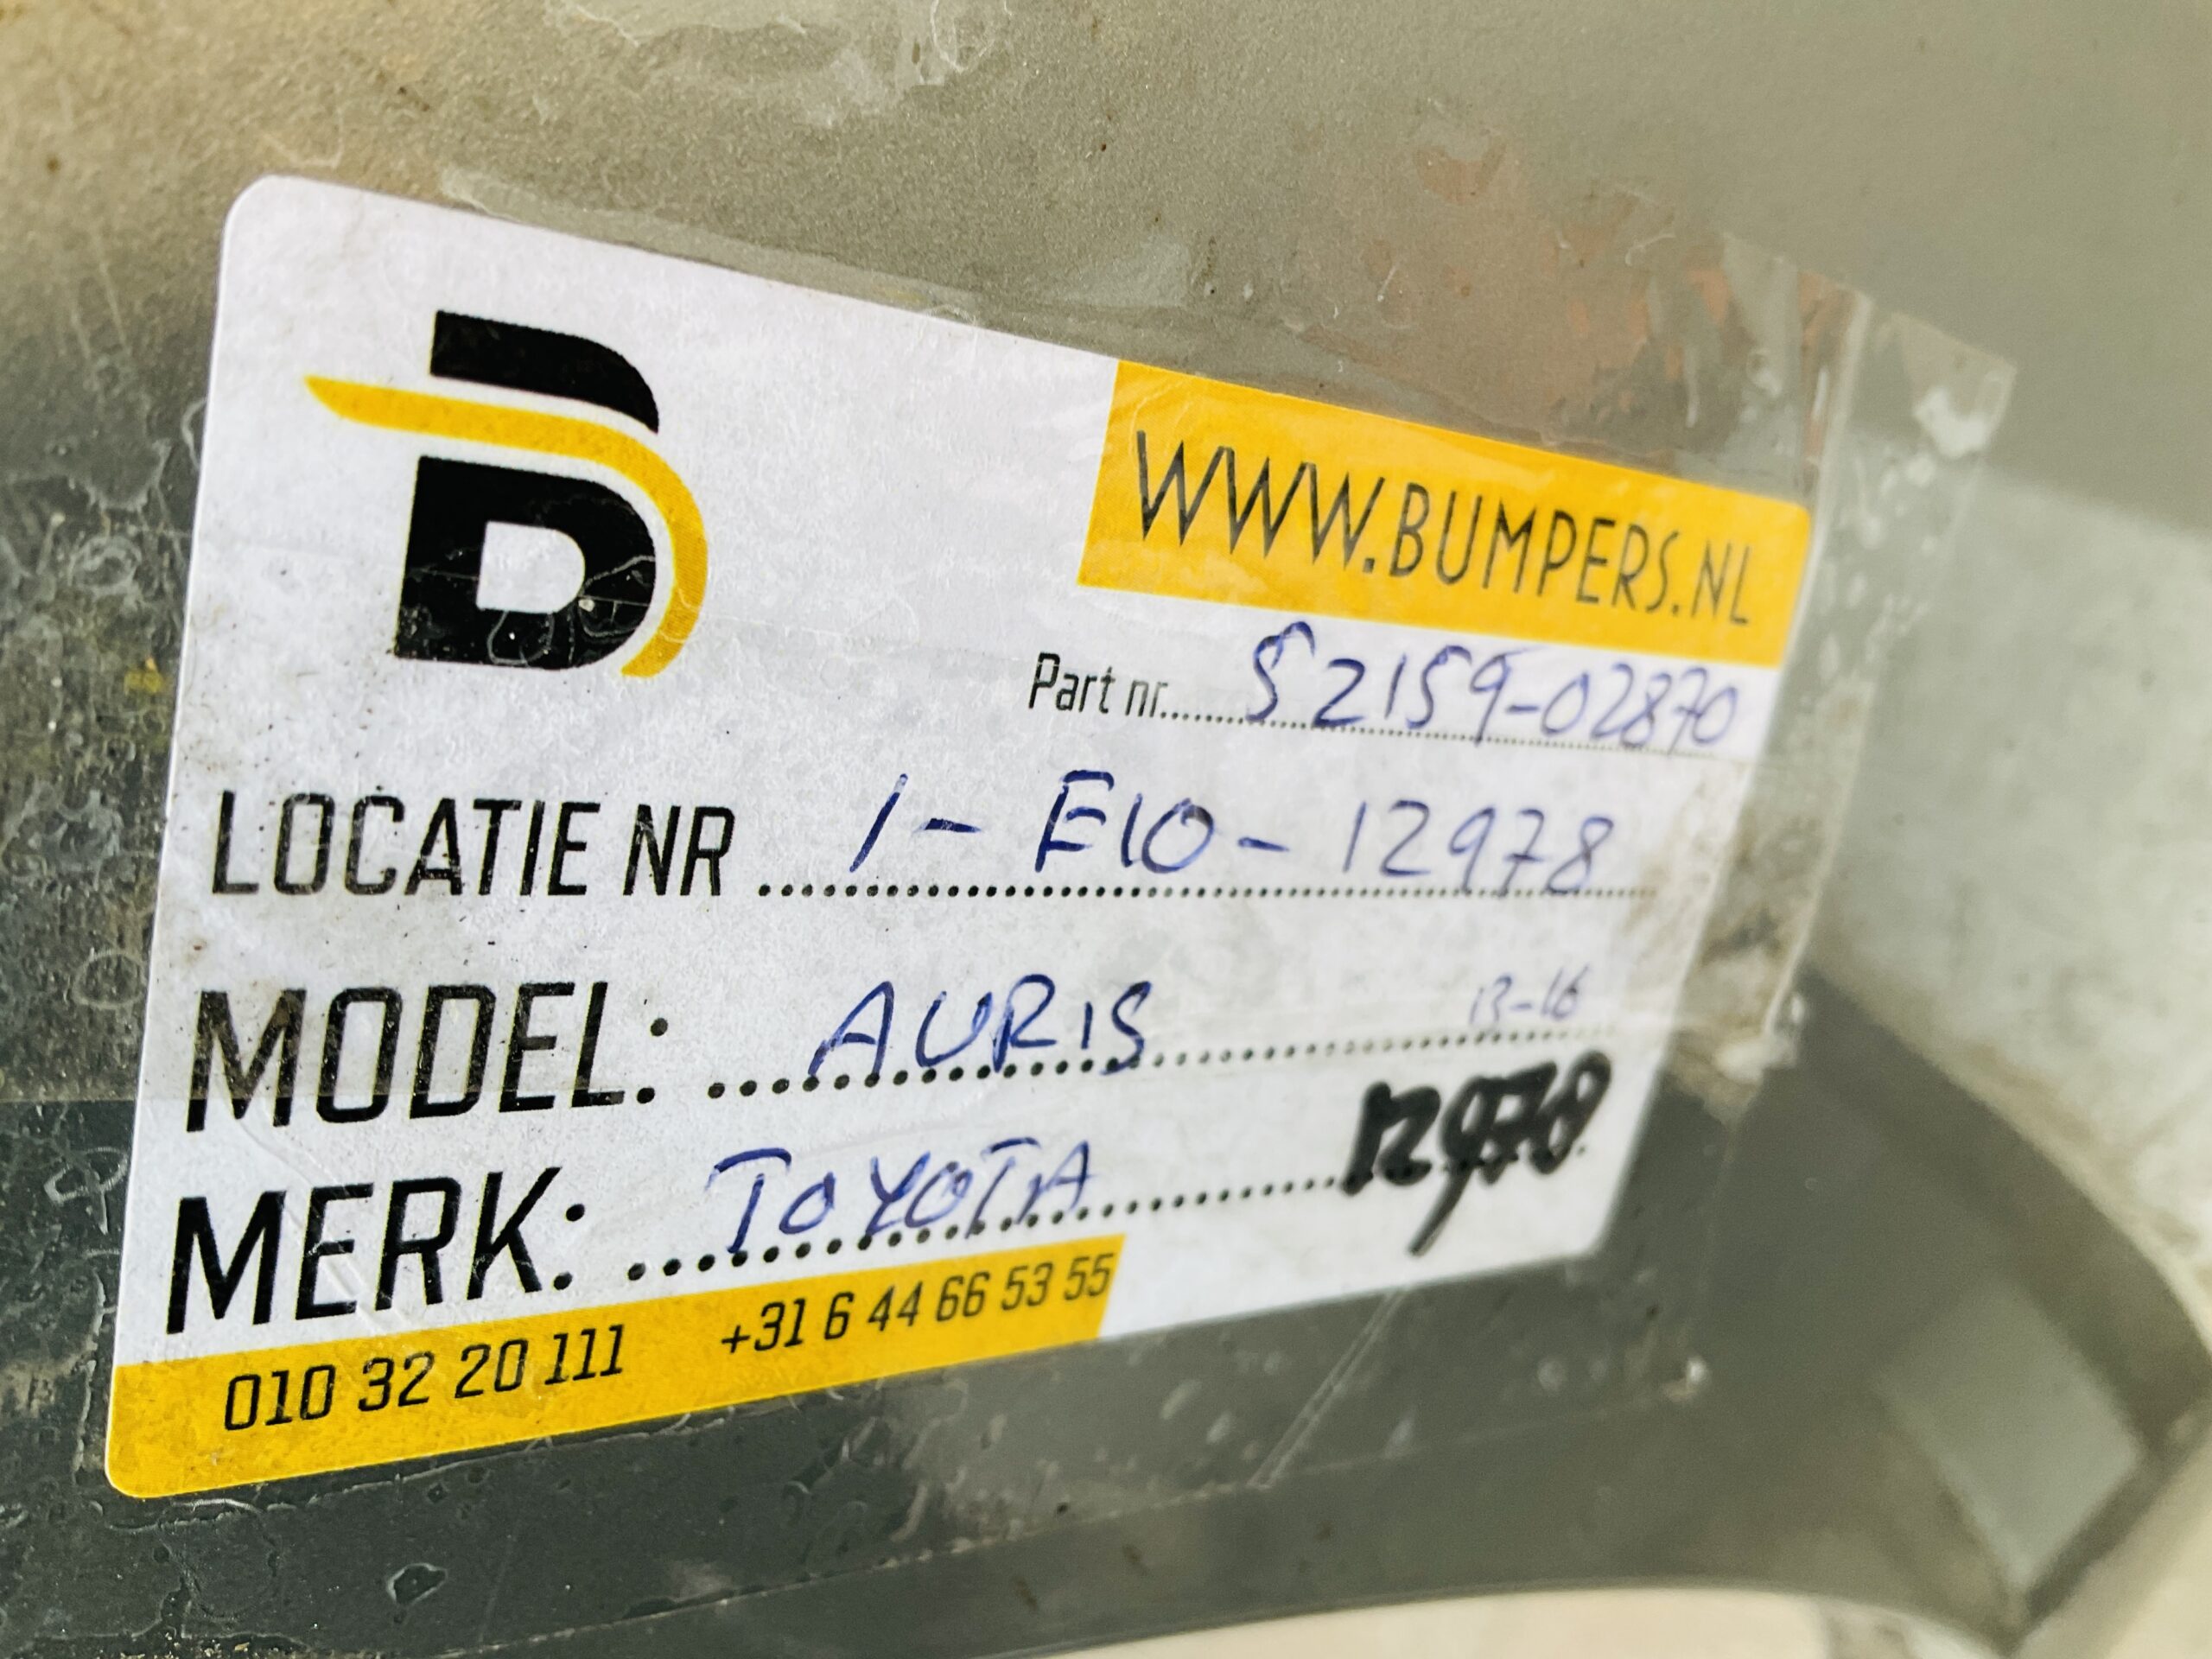 B
WWW.BUMPERS.NL
Part nr.......... 52159-02870
LOCATIE NR 1 - E10 - 12978
MODEL: AURIS 13-16
MERK: TOYOTA 12978
010 32 20 111 +31 6 44 66 53 55